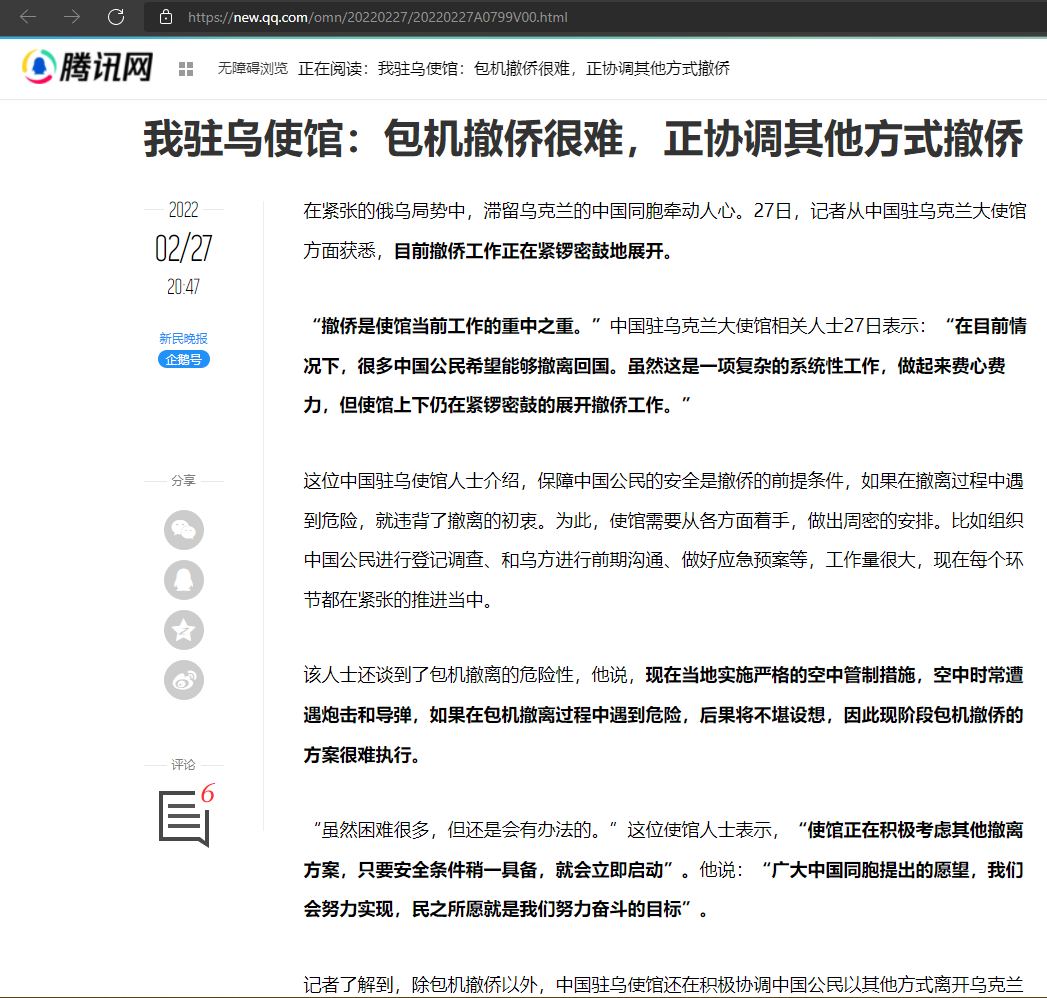 https://new.qq.com/omn/20220227/20220227A0799V00.html
腾讯网 无障碍浏览 正在阅读：我驻乌使馆：包机撤侨很难，正协调其他方式撤侨
我驻乌使馆：包机撤侨很难，正协调其他方式撤侨
2022
02/27
20:47
新民晚报
企鹅号
分享
评论
6
在紧张的俄乌局势中，滞留乌克兰的中国同胞牵动人心。27日，记者从中国驻乌克兰大使馆
方面获悉，目前撤侨工作正在紧锣密鼓地展开。
“撤侨是使馆当前工作的重中之重。”中国驻乌克兰大使馆相关人士27日表示：“在目前情
况下，很多中国公民希望能够撤离回国。虽然这是一项复杂的系统性工作，做起来费心费
力，但使馆上下仍在紧锣密鼓的展开撤侨工作。”
这位中国驻乌使馆人士介绍，保障中国公民的安全是撤侨的前提条件，如果在撤离过程中遇
到危险，就违背了撤离的初衷。为此，使馆需要从各方面着手，做出周密的安排。比如组织
中国公民进行登记调查、和乌方进行前期沟通、做好应急预案等，工作量很大，现在每个环
节都在紧张的推进当中。
该人士还谈到了包机撤离的危险性，他说，现在当地实施严格的空中管制措施，空中时常遭
遇炮击和导弹，如果在包机撤离过程中遇到危险，后果将不堪设想，因此现阶段包机撤侨的
方案很难执行。
“虽然困难很多，但还是会有办法的。”这位使馆人士表示，“使馆正在积极考虑其他撤离
方案，只要安全条件稍一具备，就会立即启动”。他说：“广大中国同胞提出的愿望，我们
会努力实现，民之所愿就是我们努力奋斗的目标”。
记者了解到，除包机撤侨以外，中国驻乌使馆还在积极协调中国公民以其他方式离开乌克兰